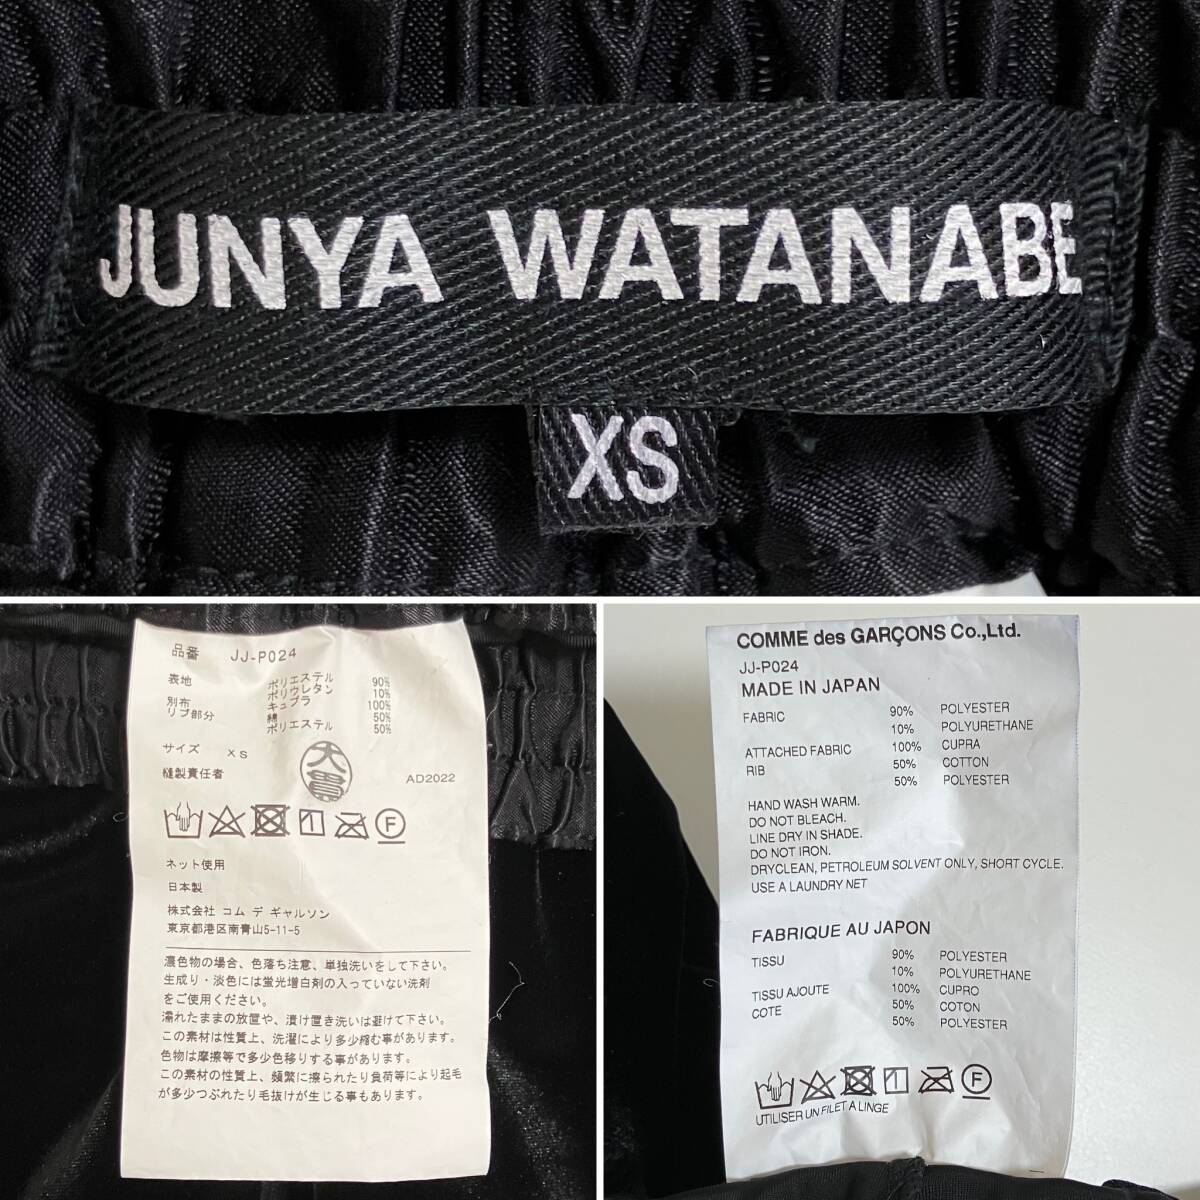 JUNYA WATANABE
XS
品番 JJ-P024
表地 ポリエステル 90%
ポリウレタン 10%
別布 キュプラ 100%
リブ部分 綿 50%
ポリエステル 50%
サイズ XS
縫製責任者 大貫 AD2022
ネット使用
日本製
株式会社 コム デ ギャルソン
東京都港区南青山5-11-5
濃色物の場合、色落ち注意、単独洗いをして下さい。
生成り・淡色には蛍光増白剤の入っていない洗剤
をご使用ください。
濡れたままの放置や、漬け置き洗いは避けて下さい。
この素材は性質上、洗濯により多少縮む事があります。
色物は摩擦等で多少色移りする事があります。
この素材の性質上、頻繁に擦られたり負荷等により起毛
が多少つぶれたり毛抜けが生じる事もあります。
COMME des GARÇONS Co.,Ltd.
JJ-P024
MADE IN JAPAN
FABRIC 90% POLYESTER
10% POLYURETHANE
ATTACHED FABRIC 100% CUPRA
RIB 50% COTTON
50% POLYESTER
HAND WASH WARM.
DO NOT BLEACH.
LINE DRY IN SHADE.
DO NOT IRON.
DRYCLEAN, PETROLEUM SOLVENT ONLY, SHORT CYCLE.
USE A LAUNDRY NET
FABRIQUE AU JAPON
TISSU 90% POLYESTER
10% POLYURETHANE
TISSU AJOUTE 100% CUPRO
COTE 50% COTON
50% POLYESTER
UTILISER UN FILET A LINGE